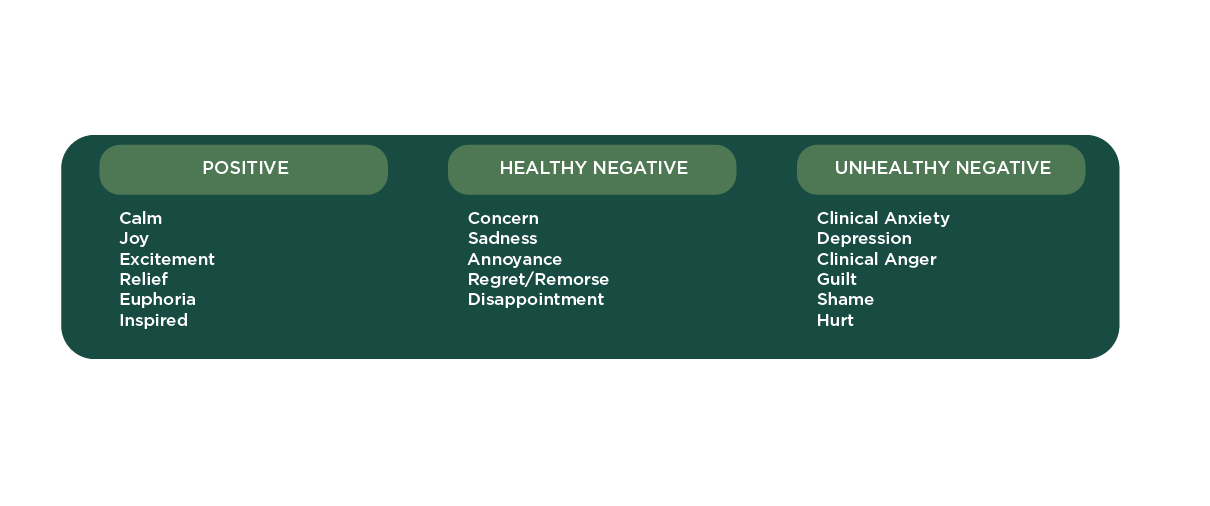 POSITIVE
Calm
Joy
Excitement
Relief
Euphoria
Inspired
HEALTHY NEGATIVE
Concern
Sadness
Annoyance
Regret/Remorse
Disappointment
UNHEALTHY NEGATIVE
Clinical Anxiety
Depression
Clinical Anger
Guilt
Shame
Hurt